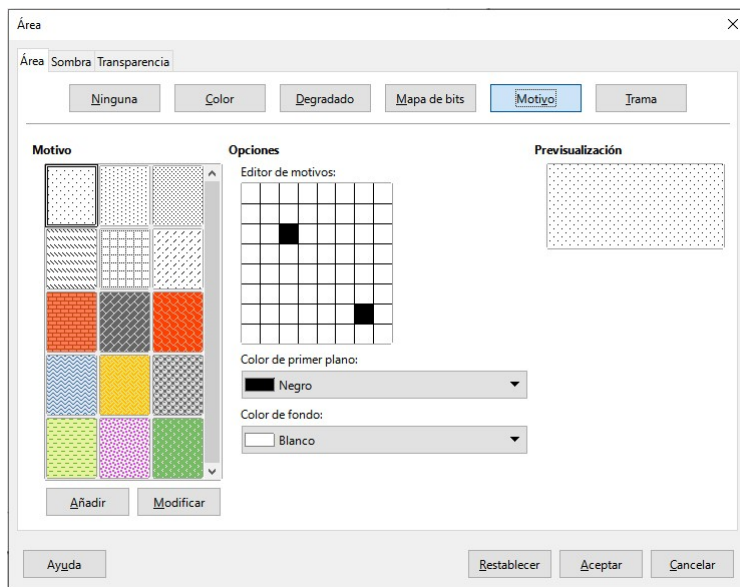 Área
Área Sombra Transparencia
Ninguna Color Degradado Mapa de bits Motivo Trama
Motivo Opciones Previsualización
Editor de motivos:
Color de primer plano:
Negro
Color de fondo:
Blanco
Añadir Modificar
Ayuda Restablecer Aceptar Cancelar